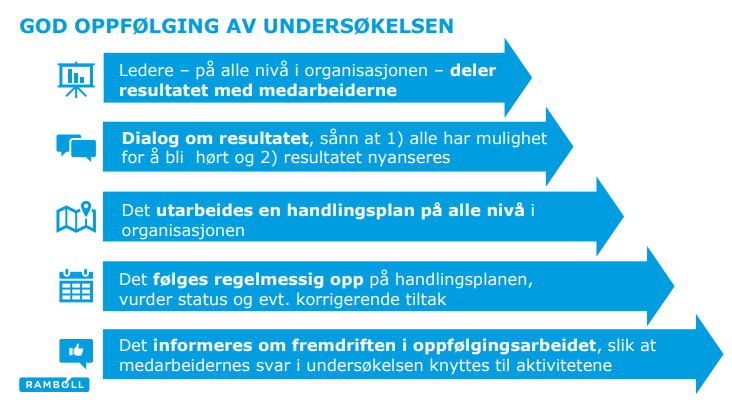 GOD OPPFØLGING AV UNDERSØKELSEN
Ledere – på alle nivå i organisasjonen – deler
resultatet med medarbeiderne
Dialog om resultatet, sånn at 1) alle har mulighet
for å bli  hørt og 2) resultatet nyanseres
Det utarbeides en handlingsplan på alle nivå i
organisasjonen
Det følges regelmessig opp på handlingsplanen,
vurder status og evt. korrigerende tiltak
Det informeres om fremdriften i oppfølgingsarbeidet, slik at
medarbeidernes svar i undersøkelsen knyttes til aktivitetene
RAMBOLL